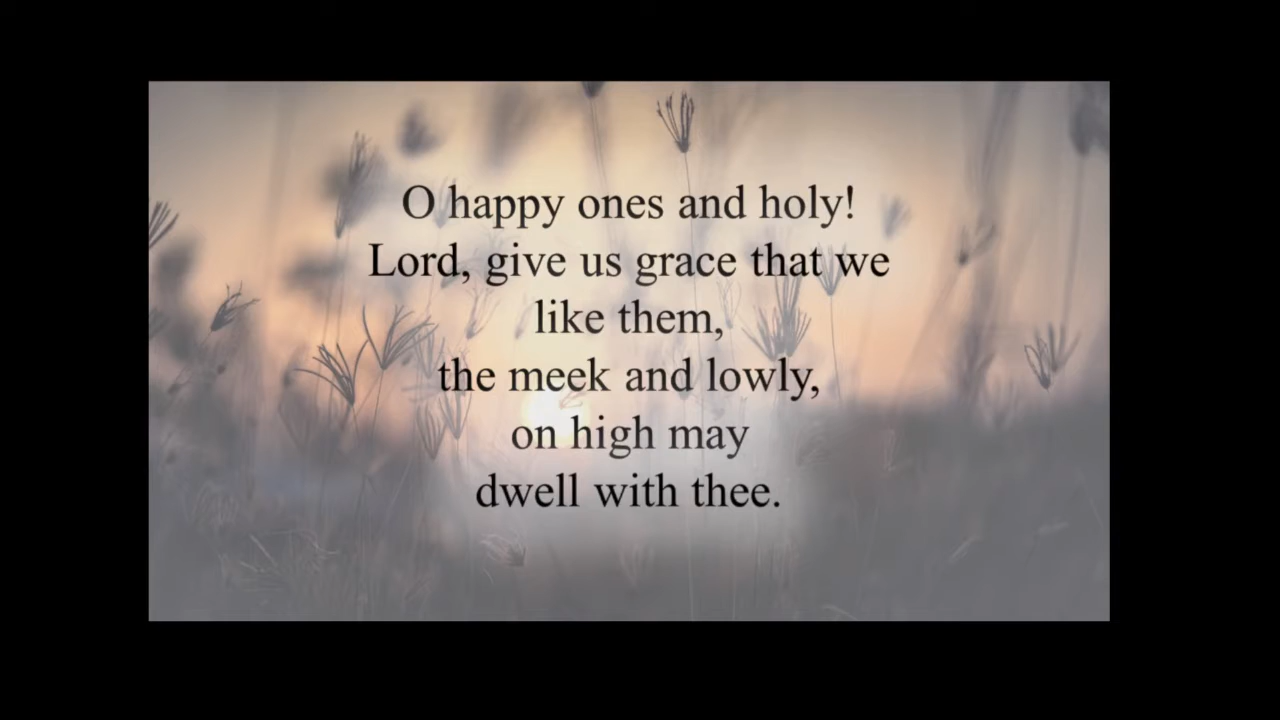 O happy ones and holy!
Lord, give us grace that we
like them,
the meek and lowly,
on high may
dwell with thee.